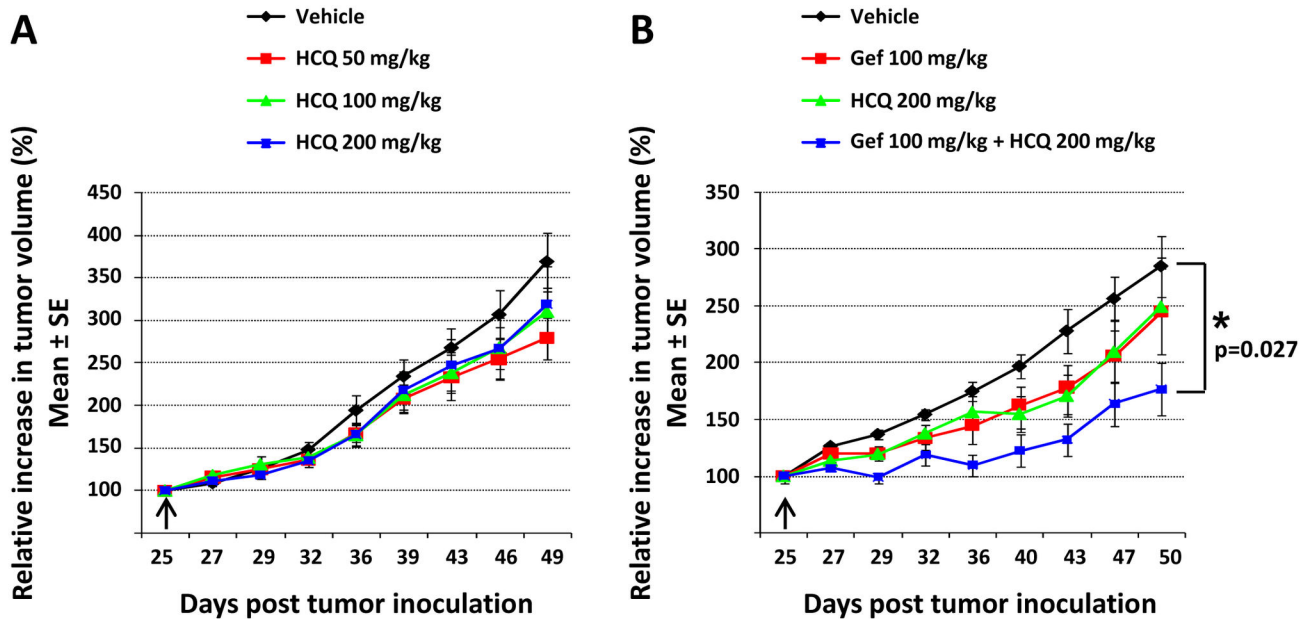 A
Vehicle
HCQ 50 mg/kg
HCQ 100 mg/kg
HCQ 200 mg/kg
Relative increase in tumor volume (%)
Mean ± SE
450
400
350
300
250
200
150
100
25 27 29 32 36 39 43 46 49
Days post tumor inoculation
B
Vehicle
Gef 100 mg/kg
HCQ 200 mg/kg
Gef 100 mg/kg + HCQ 200 mg/kg
Relative increase in tumor volume (%)
Mean ± SE
350
300
250
200
150
100
*
p=0.027
25 27 29 32 36 40 43 47 50
Days post tumor inoculation